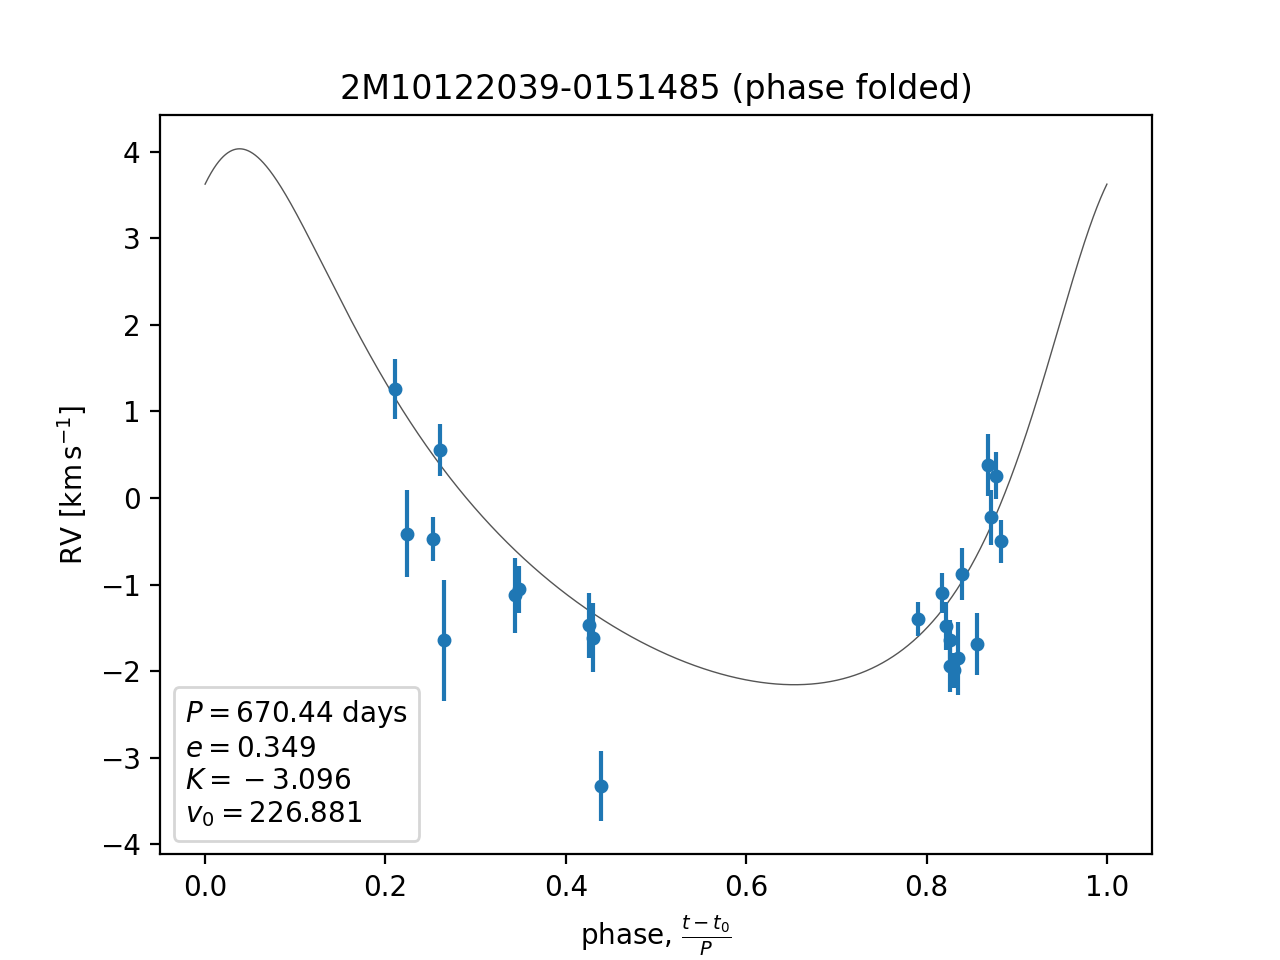 2M10122039-0151485 (phase folded)
RV [km s⁻¹]
4
3
2
1
0
−1
−2
−3
−4
P = 670.44 days
e = 0.349
K = − 3.096
v₀ = 226.881
0.0 0.2 0.4 0.6 0.8 1.0
phase, (t − t₀)/P